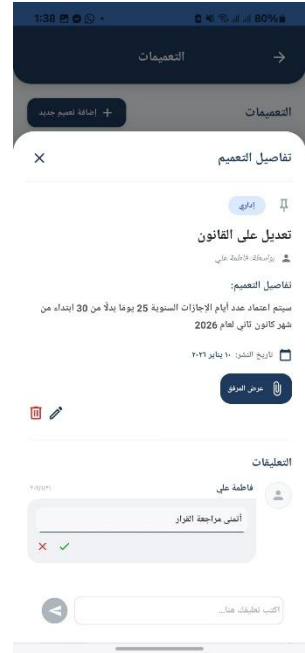 1:38
80%
التعميمات
التعميمات
+ إضافة تعميم جديد
تفاصيل التعميم
إداري
تعديل على القانون
بواسطة: فاطمة علي
تفاصيل التعميم:
سيتم اعتماد عدد أيام الإجازات السنوية 25 يومًا بدلًا من 30 ابتداء من
شهر كانون ثاني لعام 2026
تاريخ النشر: ١٠ يناير ٢٠٢٦
عرض المرفق
التعليقات
فاطمة علي
أتمنى مراجعة القرار
اكتب تعليقك هنا...